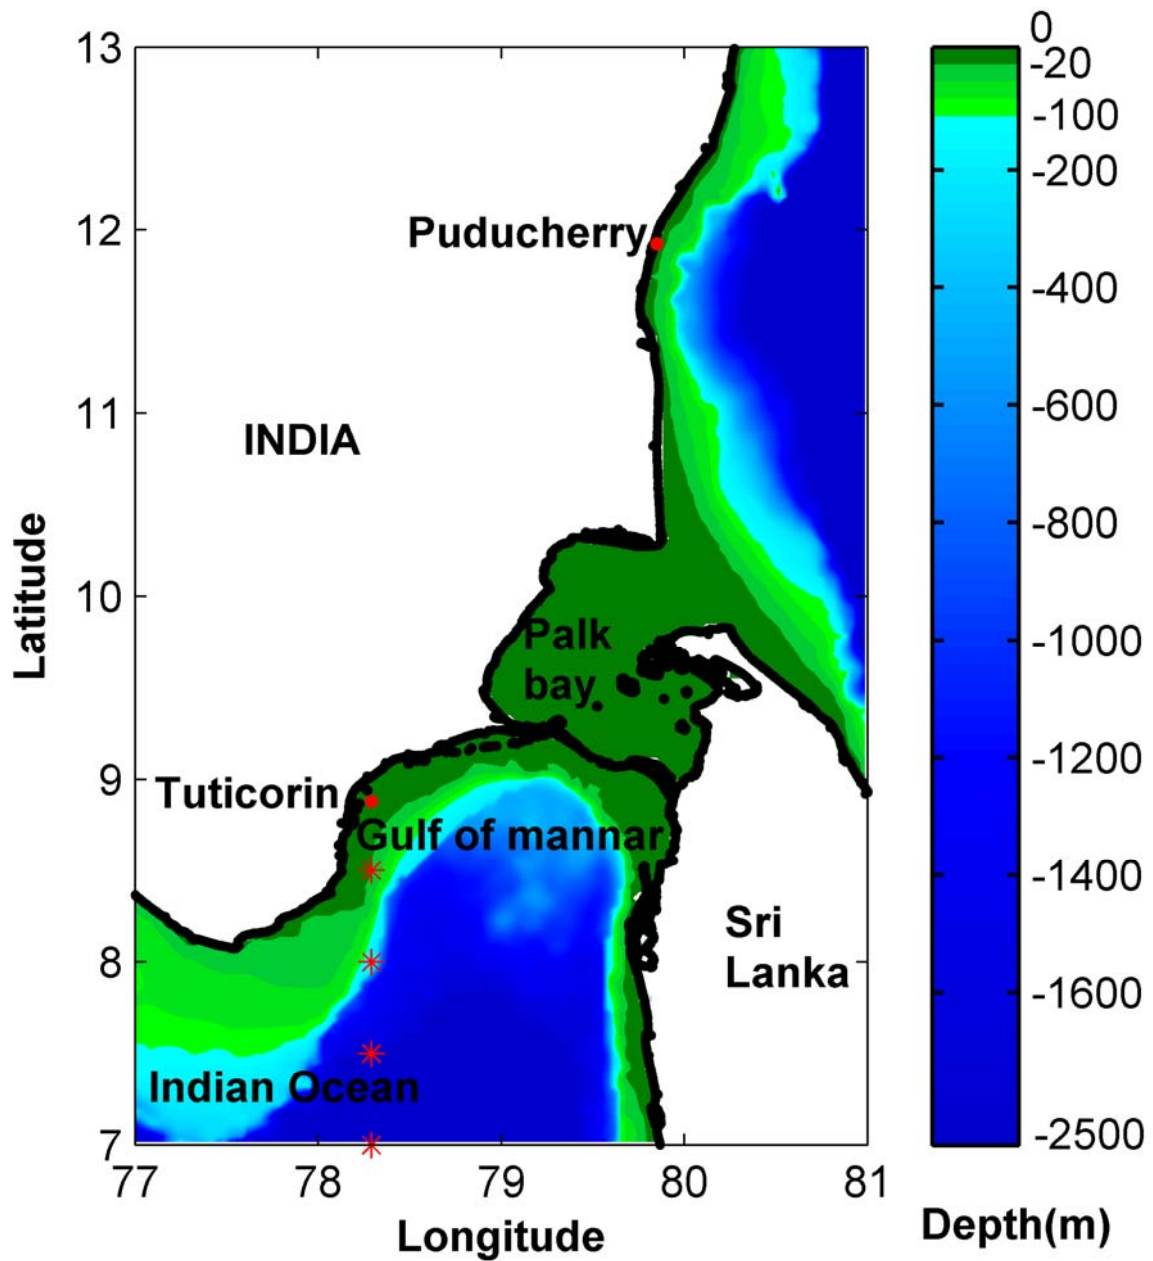 13
12
11
10
9
8
7
77
78
79
80
81
Latitude
Longitude
Puducherry
INDIA
Palk
bay
Tuticorin
Gulf of mannar
Sri
Lanka
Indian Ocean
0
-20
-100
-200
-400
-600
-800
-1000
-1200
-1400
-1600
-2500
Depth(m)